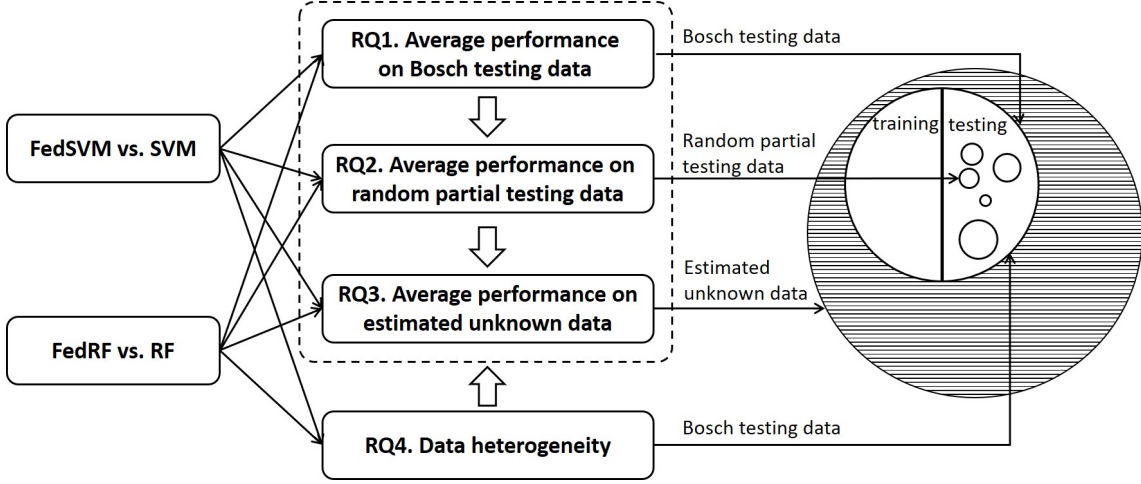 FedSVM vs. SVM
FedRF vs. RF
RQ1. Average performance
on Bosch testing data
RQ2. Average performance on
random partial testing data
RQ3. Average performance on
estimated unknown data
RQ4. Data heterogeneity
Bosch testing data
Random partial
testing data
Estimated
unknown data
Bosch testing data
training
testing